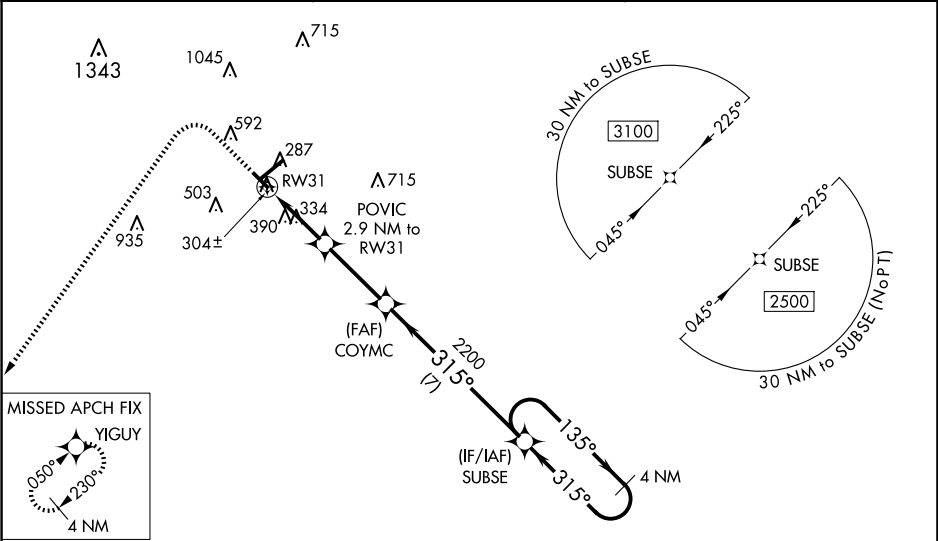 1343
1045
715
592
287
RW31
503
715
334
390
935
304±
POVIC
2.9 NM to
RW31
(FAF)
COYMC
2200
315°
(7)
(IF/IAF)
SUBSE
135°
315°
4 NM
30 NM to SUBSE
3100
SUBSE
225°
045°
225°
SUBSE
2500
045°
30 NM to SUBSE (NoPT)
MISSED APCH FIX
YIGUY
050°
230°
4 NM